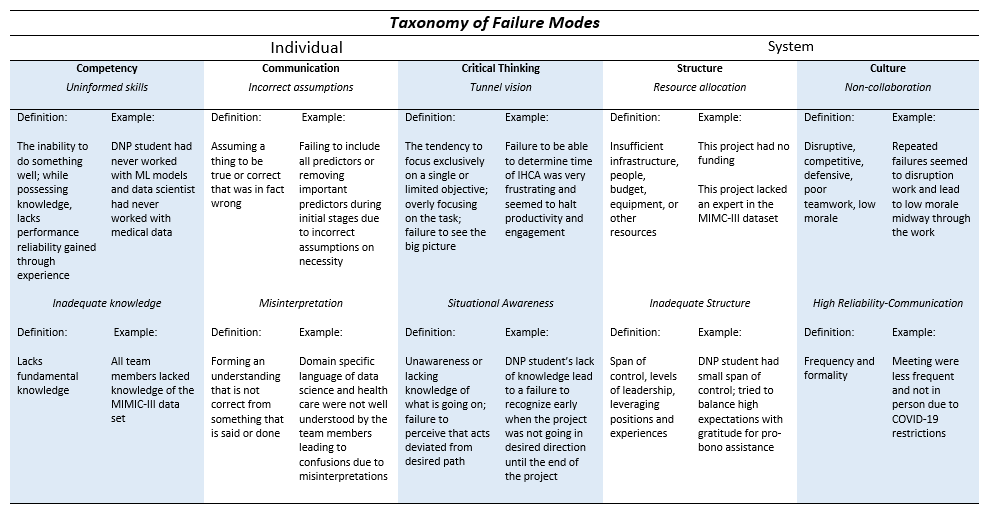 Taxonomy of Failure Modes
Individual
System
Competency
Uninformed skills
Communication
Incorrect assumptions
Critical Thinking
Tunnel vision
Structure
Resource allocation
Culture
Non-collaboration
Definition:
The inability to
do something
well; while
possessing
knowledge,
lacks
performance
reliability gained
through
experience
Example:
DNP student had
never worked
with ML models
and data scientist
had never
worked with
medical data
Definition:
Assuming a
thing to be
true or correct
that was in fact
wrong
Example:
Failing to include
all predictors or
removing
important
predictors during
initial stages due
to incorrect
assumptions on
necessity
Definition:
The tendency to
focus exclusively
on a single or
limited objective;
overly focusing
on the task;
failure to see the
big picture
Example:
Failure to be able
to determine time
of IHCA was very
frustrating and
seemed to halt
productivity and
engagement
Definition:
Insufficient
infrastructure,
people,
budget,
equipment, or
other
resources
Example:
This project had no
funding
This project lacked
an expert in the
MIMC-III dataset
Definition:
Disruptive,
competitive,
defensive,
poor
teamwork, low
morale
Example:
Repeated
failures seemed
to disruption
work and lead
to low morale
midway through
the work
Inadequate knowledge
Misinterpretation
Situational Awareness
Inadequate Structure
High Reliability-Communication
Definition:
Lacks
fundamental
knowledge
Example:
All team
members lacked
knowledge of the
MIMIC-III data
set
Definition:
Forming an
understanding
that is not
correct from
something that
is said or done
Example:
Domain specific
language of data
science and health
care were not well
understood by the
team members
leading to
confusions due to
misinterpretations
Definition:
Unawareness or
lacking
knowledge of
what is going on;
failure to
perceive that acts
deviated from
desired path
Example:
DNP student's lack
of knowledge lead
to a failure to
recognize early
when the project
was not going in
desired direction
until the end of
the project
Definition:
Span of
control, levels
of leadership,
leveraging
positions and
experiences
Example:
DNP student had
small span of
control; tried to
balance high
expectations with
gratitude for pro-
bono assistance
Definition:
Frequency and
formality
Example:
Meeting were
less frequent
and not in
person due to
COVID-19
restrictions